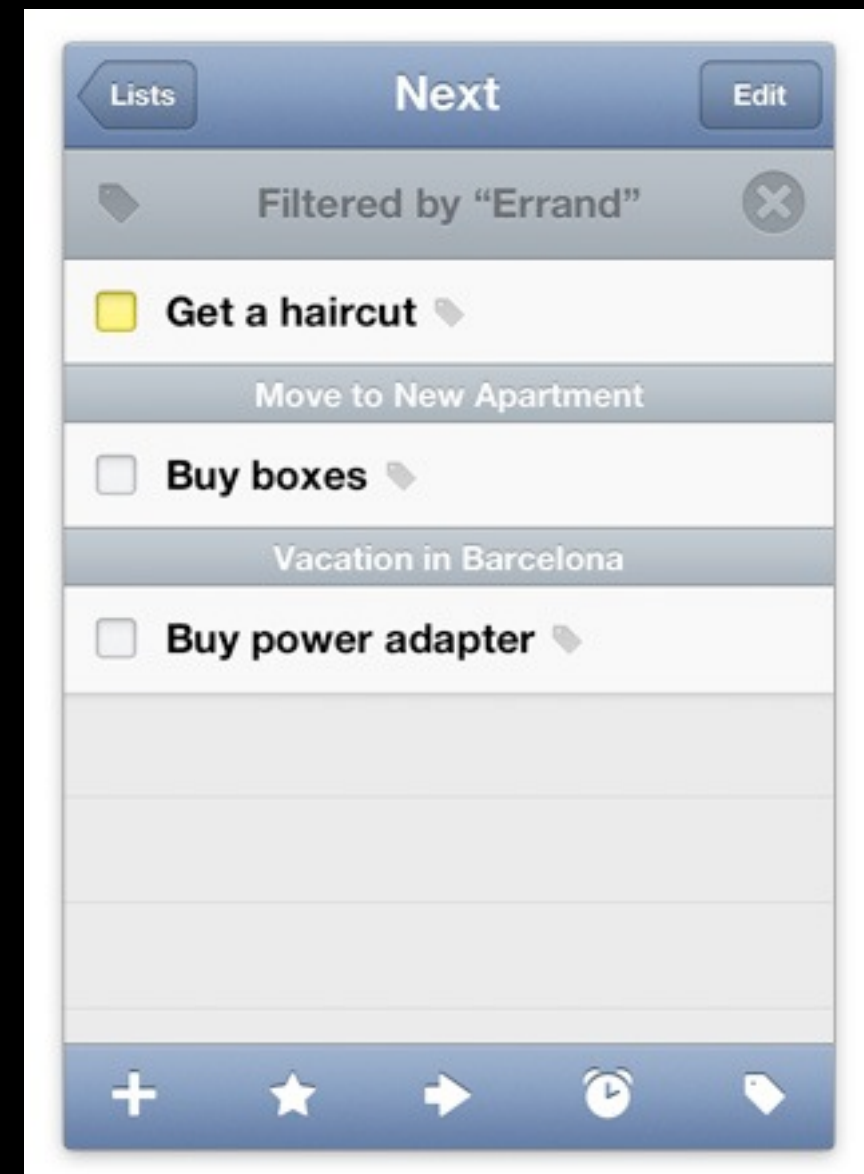 Lists Next Edit
Filtered by “Errand”
Get a haircut
Move to New Apartment
Buy boxes
Vacation in Barcelona
Buy power adapter